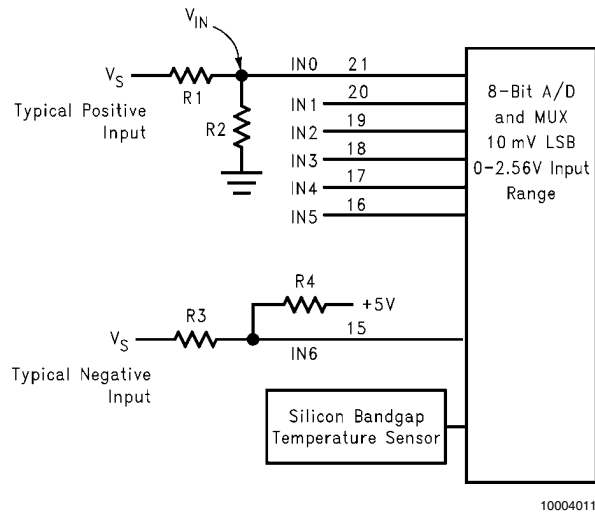 V_IN
V_S
R1
Typical Positive
Input
R2
IN0 21
IN1 20
IN2 19
IN3 18
IN4 17
IN5 16
8-Bit A/D
and MUX
10 mV LSB
0-2.56V Input
Range
R4
+5V
R3
V_S
15
IN6
Typical Negative
Input
Silicon Bandgap
Temperature Sensor
10004011